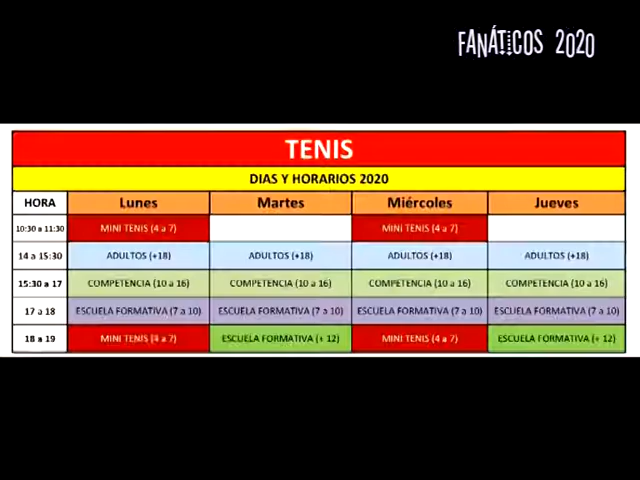 FANÁTICOS 2020
TENIS
DIAS Y HORARIOS 2020
HORA Lunes Martes Miércoles Jueves
10:30 a 11:30 MINI TENIS (4 a 7) MINI TENIS (4 a 7)
14 a 15:30 ADULTOS (+18) ADULTOS (+18) ADULTOS (+18) ADULTOS (+18)
15:30 a 17 COMPETENCIA (10 a 16) COMPETENCIA (10 a 16) COMPETENCIA (10 a 16) COMPETENCIA (10 a 16)
17 a 18 ESCUELA FORMATIVA (7 a 10) ESCUELA FORMATIVA (7 a 10) ESCUELA FORMATIVA (7 a 10) ESCUELA FORMATIVA (7 a 10)
18 a 19 MINI TENIS (4 a 7) ESCUELA FORMATIVA (+ 12) MINI TENIS (4 a 7) ESCUELA FORMATIVA (+ 12)